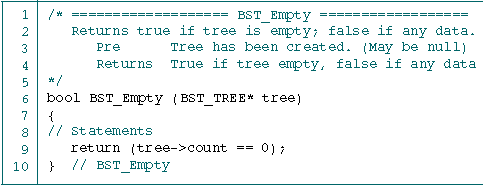 1 /* =================== BST_Empty ==================
2 Returns true if tree is empty; false if any data.
3 Pre Tree has been created. (May be null)
4 Returns True if tree empty, false if any data
5 */
6 bool BST_Empty (BST_TREE* tree)
7 {
8 // Statements
9 return (tree->count == 0);
10 } // BST_Empty